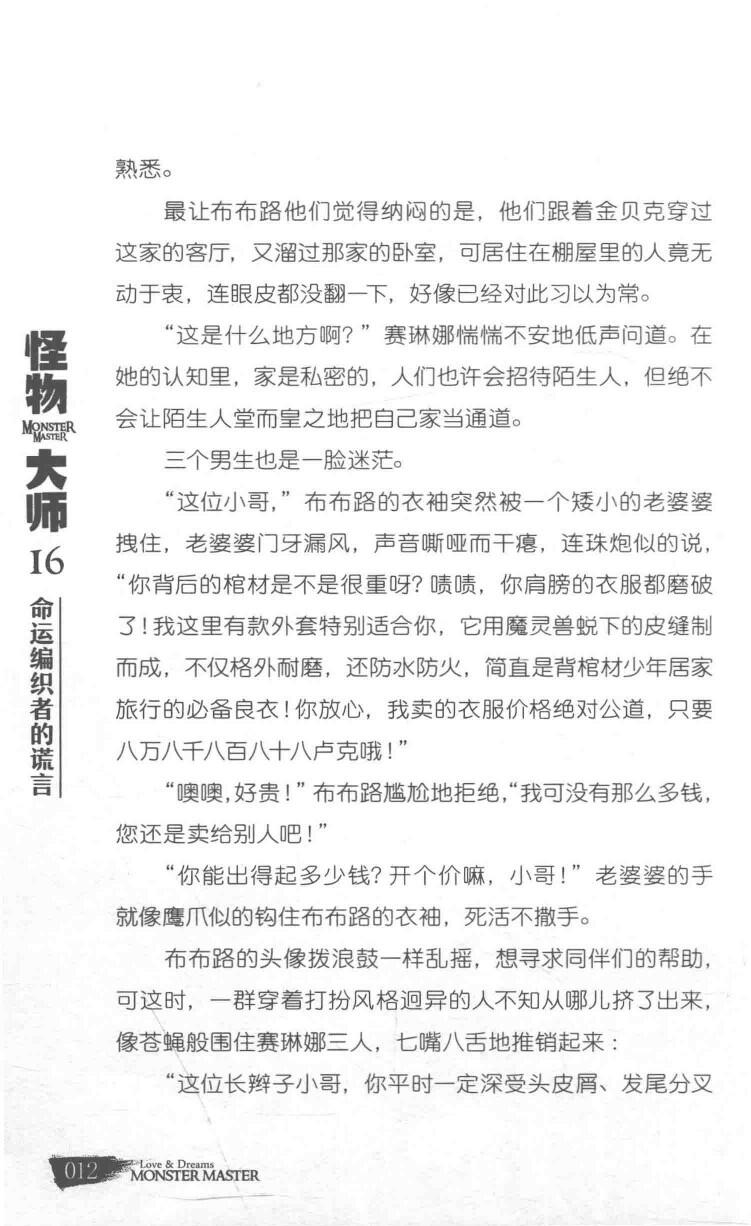 熟悉。
最让布布路他们觉得纳闷的是，他们跟着金贝克穿过
这家的客厅，又溜过那家的卧室，可居住在棚屋里的人竟无
动于衷，连眼皮都没翻一下，好像已经对此习以为常。
“这是什么地方啊？”赛琳娜惴惴不安地低声问道。在
她的认知里，家是私密的，人们也许会招待陌生人，但绝不
会让陌生人堂而皇之地把自己家当通道。
三个男生也是一脸迷茫。
“这位小哥，”布布路的衣袖突然被一个矮小的老婆婆
拽住，老婆婆门牙漏风，声音嘶哑而干瘪，连珠炮似的说，
“你背后的棺材是不是很重呀？啧啧，你肩膀的衣服都磨破
了！我这里有款外套特别适合你，它用魔灵兽蜕下的皮缝制
而成，不仅格外耐磨，还防水防火，简直是背棺材少年居家
旅行的必备良衣！你放心，我卖的衣服价格绝对公道，只要
八万八千八百八十八卢克哦！”
“噢噢，好贵！”布布路尴尬地拒绝，“我可没有那么多钱，
您还是卖给别人吧！”
“你能出得起多少钱？开个价嘛，小哥！”老婆婆的手
就像鹰爪似的钩住布布路的衣袖，死活不撒手。
布布路的头像拨浪鼓一样乱摇，想寻求同伴们的帮助，
可这时，一群穿着打扮风格迥异的人不知从哪儿挤了出来，
像苍蝇般围住赛琳娜三人，七嘴八舌地推销起来：
“这位长辫子小哥，你平时一定深受头皮屑、发尾分叉
怪物
MONSTER
MASTER
大师
16
命运编织者的谎言
012
Love & Dreams
MONSTER MASTER